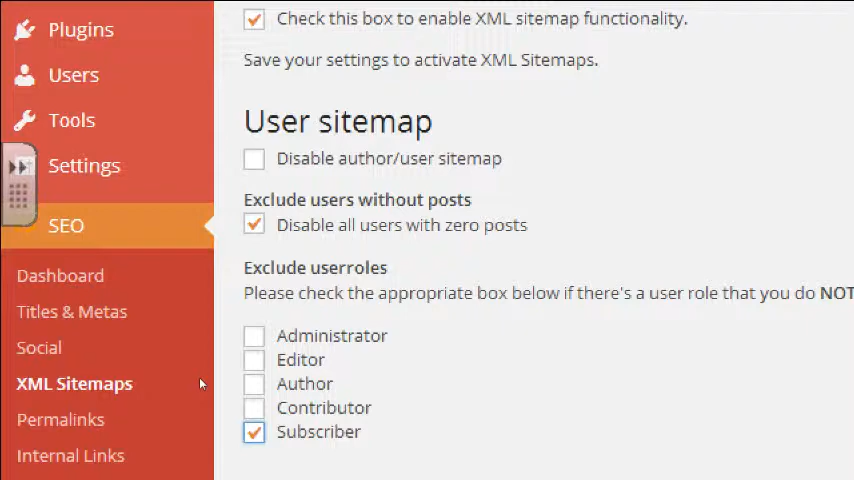 Plugins
Users
Tools
Settings
SEO
Dashboard
Titles & Metas
Social
XML Sitemaps
Permalinks
Internal Links
Check this box to enable XML sitemap functionality.
Save your settings to activate XML Sitemaps.
User sitemap
Disable author/user sitemap
Exclude users without posts
Disable all users with zero posts
Exclude userroles
Please check the appropriate box below if there's a user role that you do NOT
Administrator
Editor
Author
Contributor
Subscriber